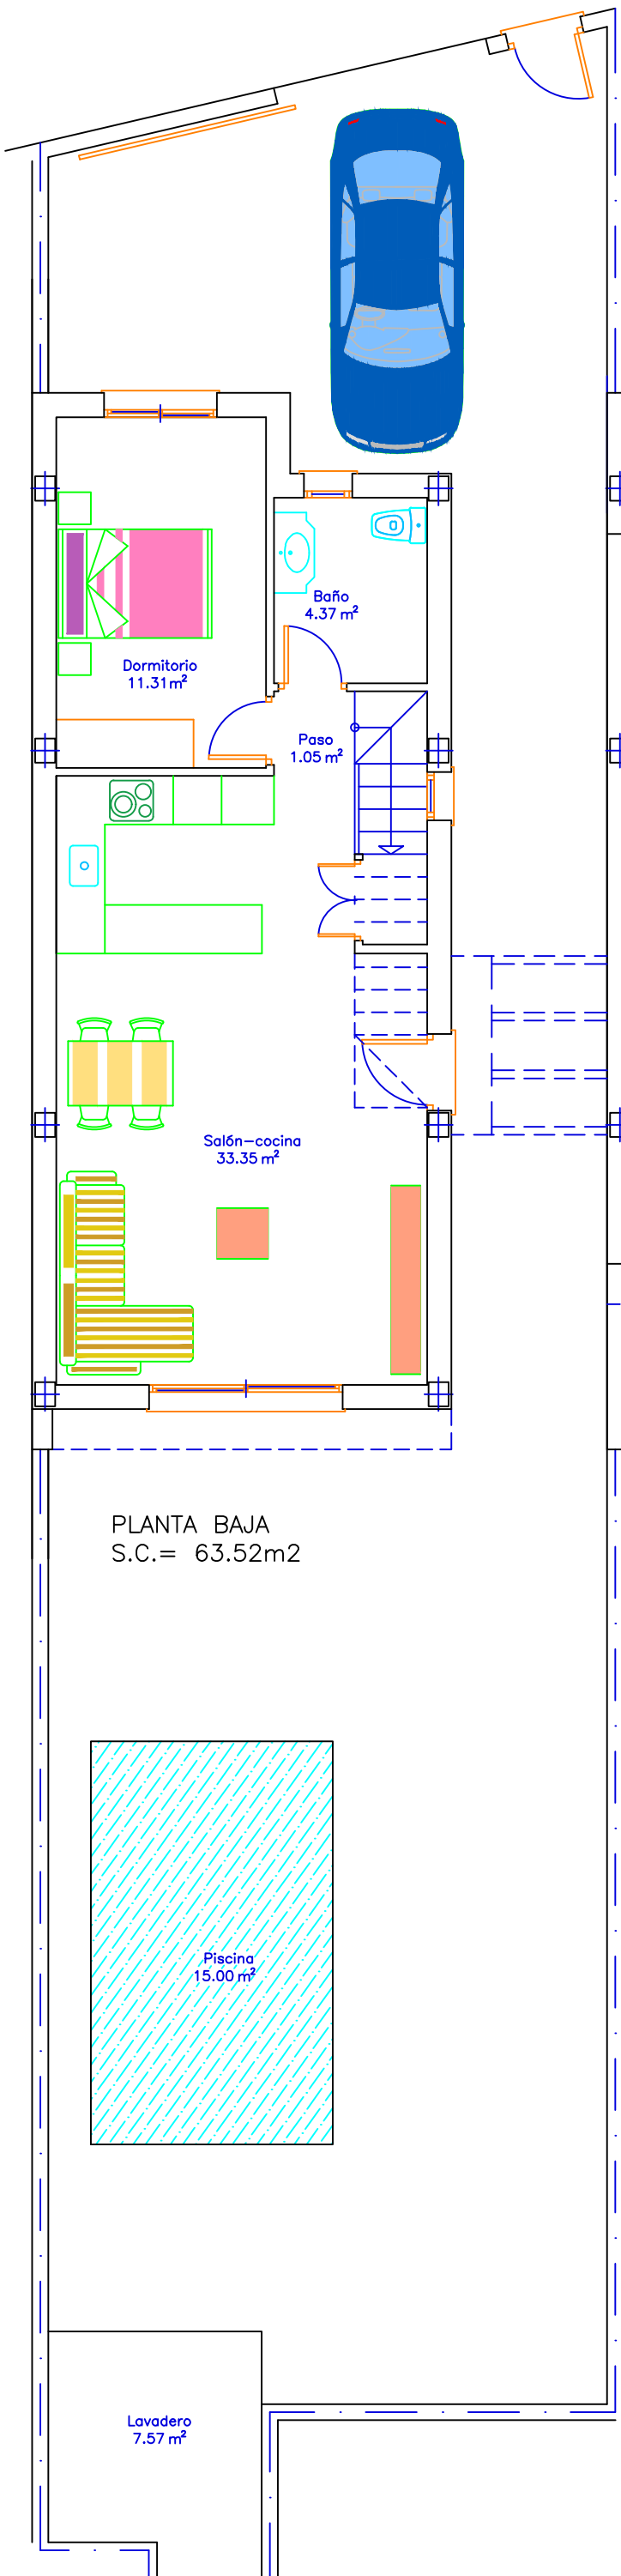 Baño
4.37 m²
Dormitorio
11.31 m²
Paso
1.05 m²
Salón-cocina
33.35 m²
PLANTA BAJA
S.C.= 63.52m2
Piscina
15.00 m²
Lavadero
7.57 m²